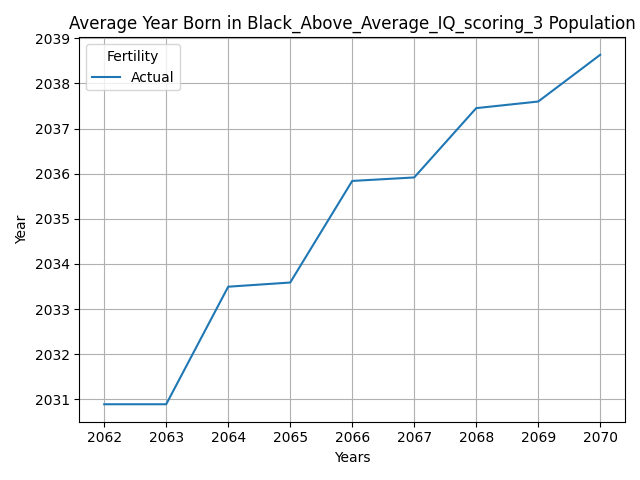 Average Year Born in Black_Above_Average_IQ_scoring_3 Population
Fertility
Actual
Year
2039
2038
2037
2036
2035
2034
2033
2032
2031
2062 2063 2064 2065 2066 2067 2068 2069 2070
Years